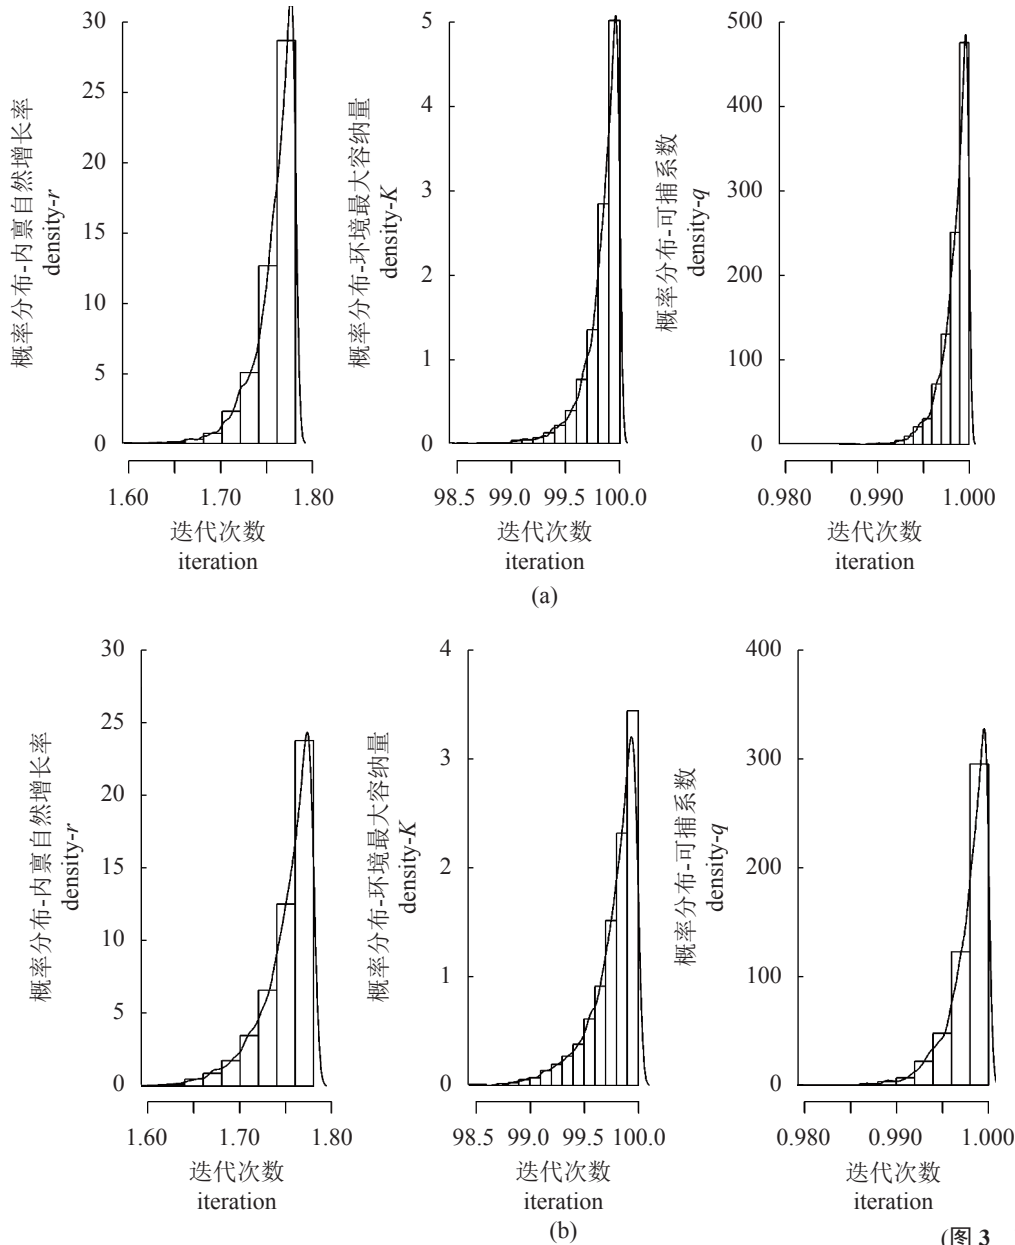 概率分布-内禀自然增长率
density-r
30
25
20
15
10
5
0
1.60
1.70
1.80
迭代次数
iteration
概率分布-环境最大容纳量
density-K
5
4
3
2
1
0
98.5
99.0
99.5
100.0
迭代次数
iteration
概率分布-可捕系数
density-q
500
400
300
200
100
0
0.980
0.990
1.000
迭代次数
iteration
(a)
概率分布-内禀自然增长率
density-r
30
25
20
15
10
5
0
1.60
1.70
1.80
迭代次数
iteration
概率分布-环境最大容纳量
density-K
4
3
2
1
0
98.5
99.0
99.5
100.0
迭代次数
iteration
概率分布-可捕系数
density-q
400
300
200
100
0
0.980
0.990
1.000
迭代次数
iteration
(b)
(图 3